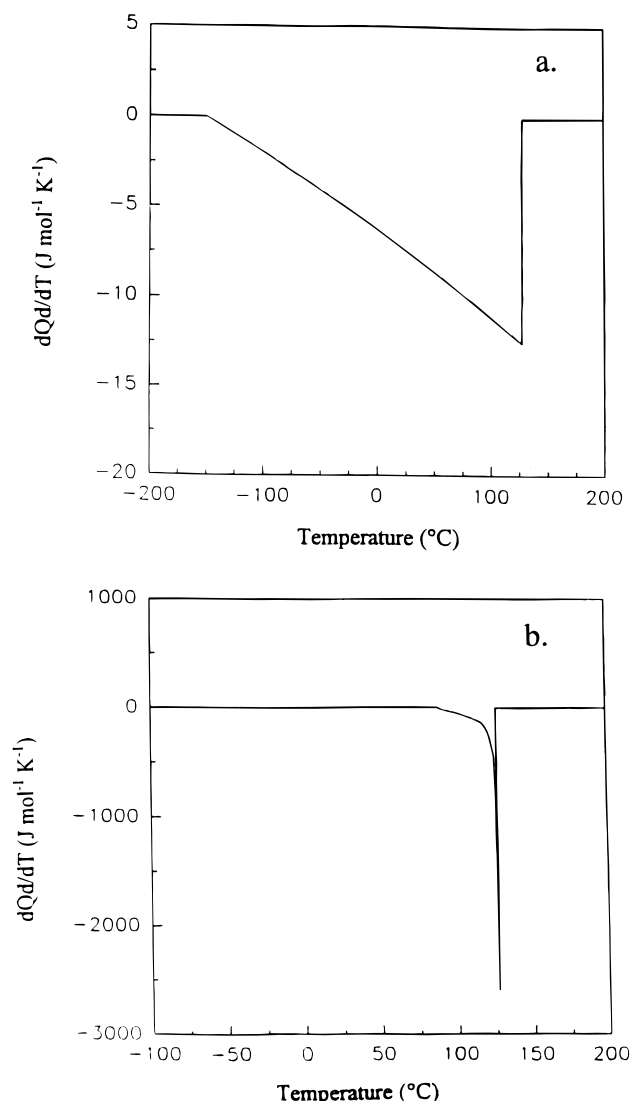 5
a.
0
−5
−10
−15
−20
dQd/dT (J mol⁻¹ K⁻¹)
−200 −100 0 100 200
Temperature (°C)
1000
b.
0
−1000
−2000
−3000
dQd/dT (J mol⁻¹ K⁻¹)
−100 −50 0 50 100 150 200
Temperature (°C)